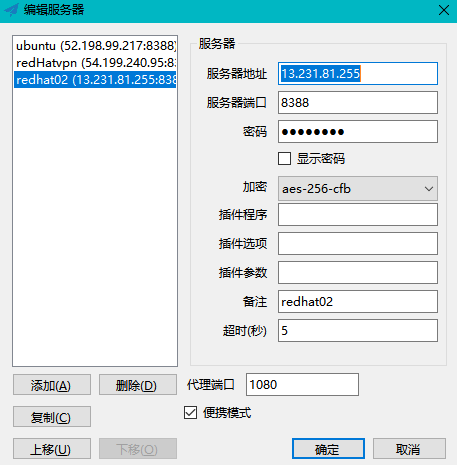 编辑服务器
ubuntu (52.198.99.217:8388)
redHatvpn (54.199.240.95:83
redhat02 (13.231.81.255:838
服务器
服务器地址 13.231.81.255
服务器端口 8388
密码 ●●●●●●●●
显示密码
加密 aes-256-cfb
插件程序
插件选项
插件参数
备注 redhat02
超时(秒) 5
添加(A) 删除(D) 代理端口 1080
复制(C) 便携模式
上移(U) 下移(O) 确定 取消